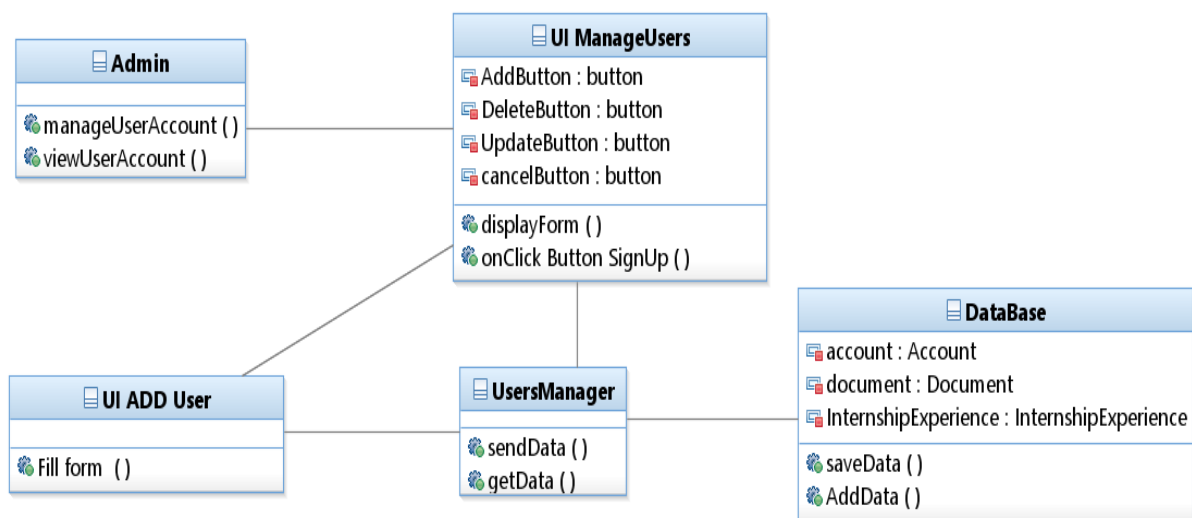 Admin
manageUserAccount ( )
viewUserAccount ( )
UI ManageUsers
AddButton : button
DeleteButton : button
UpdateButton : button
cancelButton : button
displayForm ( )
onClick Button SignUp ( )
UI ADD User
Fill form ( )
UsersManager
sendData ( )
getData ( )
DataBase
account : Account
document : Document
InternshipExperience : InternshipExperience
saveData ( )
AddData ( )